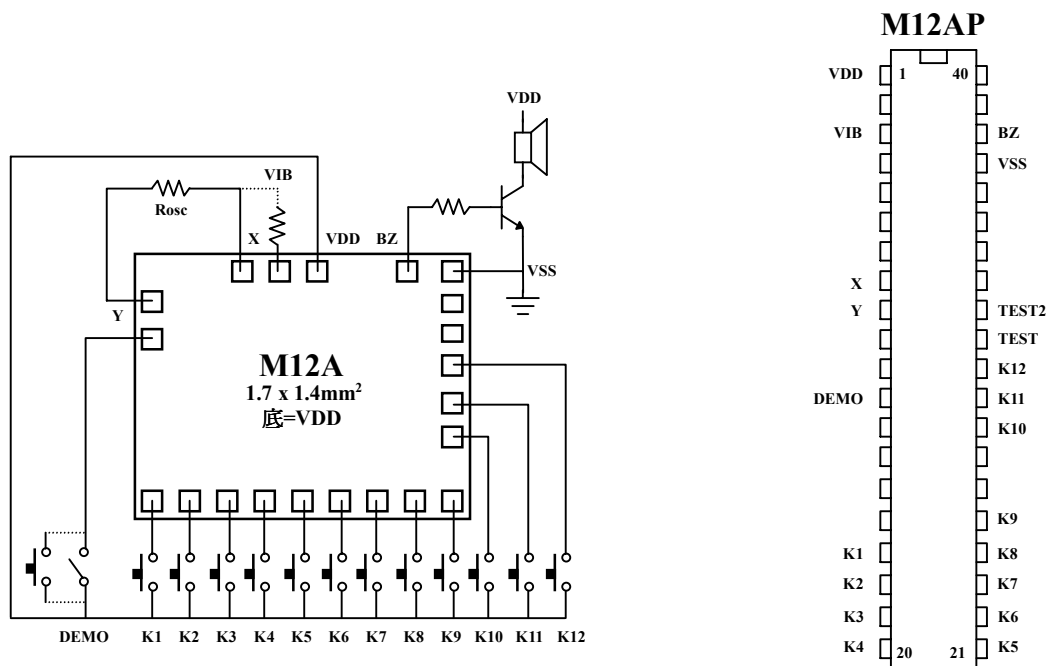 VDD
VIB
Rosc
X
VDD
BZ
VSS
Y
M12A
1.7 x 1.4mm²
底=VDD
DEMO
K1
K2
K3
K4
K5
K6
K7
K8
K9
K10
K11
K12
M12AP
VDD
1
40
VIB
BZ
VSS
X
Y
TEST2
TEST
K12
DEMO
K11
K10
K9
K1
K8
K2
K7
K3
K6
K4
20
21
K5